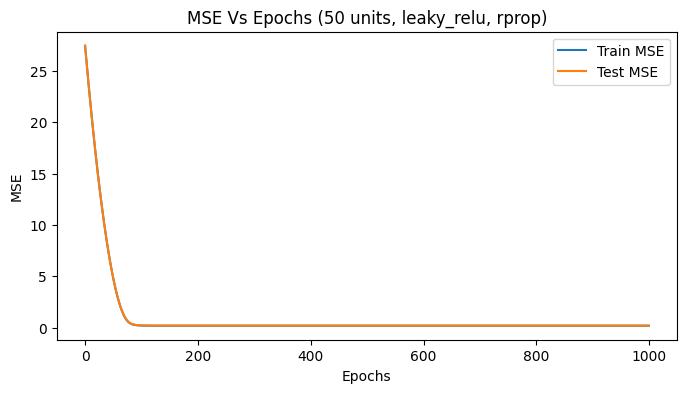 MSE Vs Epochs (50 units, leaky_relu, rprop)
Train MSE
Test MSE
25
20
15
10
5
0
MSE
0 200 400 600 800 1000
Epochs